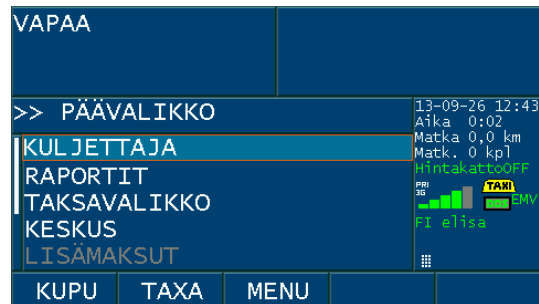 VAPAA
>> PÄÄVALIKKO
KULJETTAJA
RAPORTIT
TAKSAVALIKKO
KESKUS
LISÄMAKSUT
13-09-26 12:43
Aika 0:02
Matka 0,0 km
Matk. 0 kpl
HintakattoOFF
PRI
3G
TAXI
ODS EMV
FI elisa
KUPU TAXA MENU